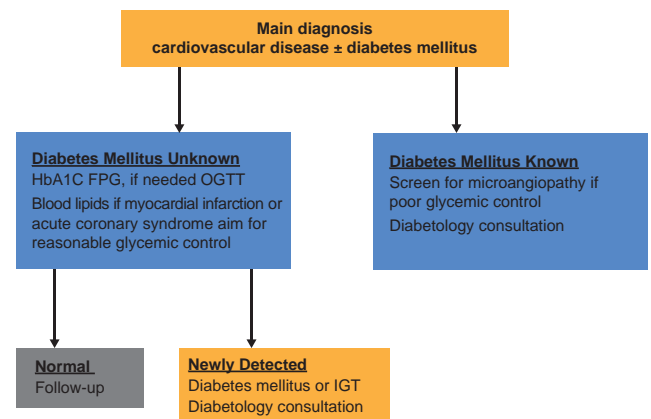 Main diagnosis
cardiovascular disease ± diabetes mellitus
Diabetes Mellitus Unknown
HbA1C FPG, if needed OGTT
Blood lipids if myocardial infarction or
acute coronary syndrome aim for
reasonable glycemic control
Diabetes Mellitus Known
Screen for microangiopathy if
poor glycemic control
Diabetology consultation
Normal
Follow-up
Newly Detected
Diabetes mellitus or IGT
Diabetology consultation